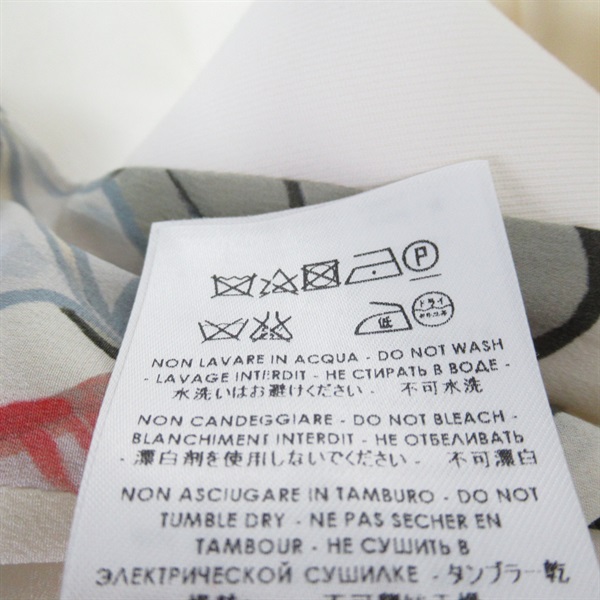 P
低
ドライ
NON LAVARE IN ACQUA - DO NOT WASH
- LAVAGE INTERDIT - НЕ СТИРАТЬ В ВОДЕ -
水洗いはお避けください. 不可水洗
NON CANDEGGIARE - DO NOT BLEACH -
BLANCHIMENT INTERDIT - НЕ ОТБЕЛИВАТЬ
- 漂白剤を使用しないでください. 不可漂白
NON ASCIUGARE IN TAMBURO - DO NOT
TUMBLE DRY - NE PAS SECHER EN
TAMBOUR - НЕ СУШИТЬ В
ЭЛЕКТРИЧЕСКОЙ СУШИЛКЕ - タンブラー乾